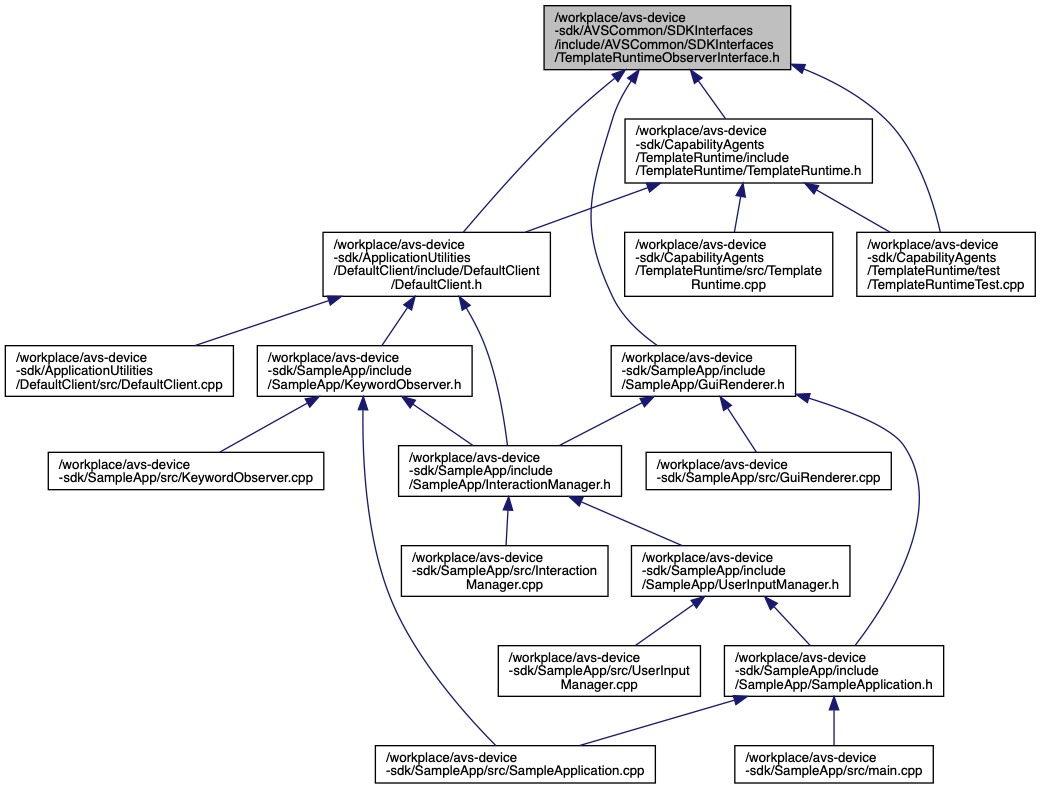 /workplace/avs-device
-sdk/AVSCommon/SDKInterfaces
/include/AVSCommon/SDKInterfaces
/TemplateRuntimeObserverInterface.h
/workplace/avs-device
-sdk/CapabilityAgents
/TemplateRuntime/include
/TemplateRuntime/TemplateRuntime.h
/workplace/avs-device
-sdk/ApplicationUtilities
/DefaultClient/include/DefaultClient
/DefaultClient.h
/workplace/avs-device
-sdk/CapabilityAgents
/TemplateRuntime/src/Template
Runtime.cpp
/workplace/avs-device
-sdk/CapabilityAgents
/TemplateRuntime/test
/TemplateRuntimeTest.cpp
/workplace/avs-device
-sdk/ApplicationUtilities
/DefaultClient/src/DefaultClient.cpp
/workplace/avs-device
-sdk/SampleApp/include
/SampleApp/KeywordObserver.h
/workplace/avs-device
-sdk/SampleApp/include
/SampleApp/GuiRenderer.h
/workplace/avs-device
-sdk/SampleApp/src/KeywordObserver.cpp
/workplace/avs-device
-sdk/SampleApp/include
/SampleApp/InteractionManager.h
/workplace/avs-device
-sdk/SampleApp/src/GuiRenderer.cpp
/workplace/avs-device
-sdk/SampleApp/src/Interaction
Manager.cpp
/workplace/avs-device
-sdk/SampleApp/include
/SampleApp/UserInputManager.h
/workplace/avs-device
-sdk/SampleApp/src/UserInput
Manager.cpp
/workplace/avs-device
-sdk/SampleApp/include
/SampleApp/SampleApplication.h
/workplace/avs-device
-sdk/SampleApp/src/SampleApplication.cpp
/workplace/avs-device
-sdk/SampleApp/src/main.cpp